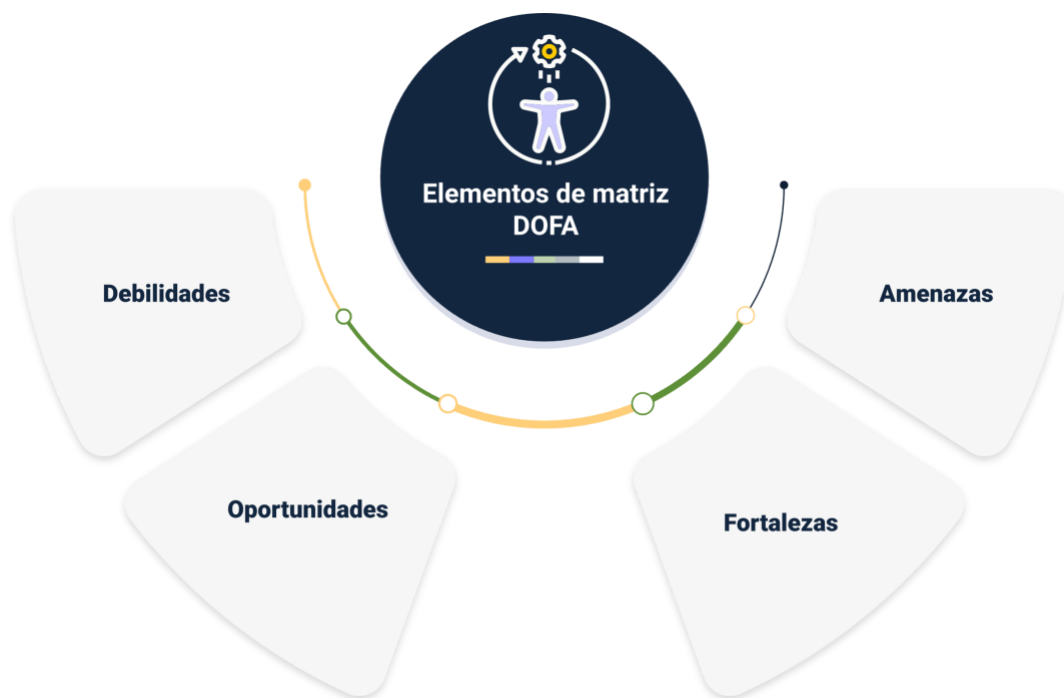 Elementos de matriz
DOFA
Debilidades
Oportunidades
Fortalezas
Amenazas